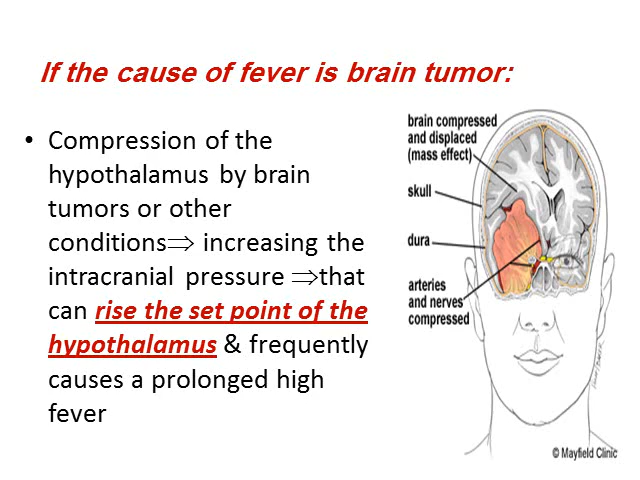 If the cause of fever is brain tumor:
• Compression of the
hypothalamus by brain
tumors or other
conditions⇒ increasing the
intracranial pressure ⇒that
can rise the set point of the
hypothalamus & frequently
causes a prolonged high
fever
brain compressed
and displaced
(mass effect)
skull
dura
arteries
and nerves
compressed
© Mayfield Clinic